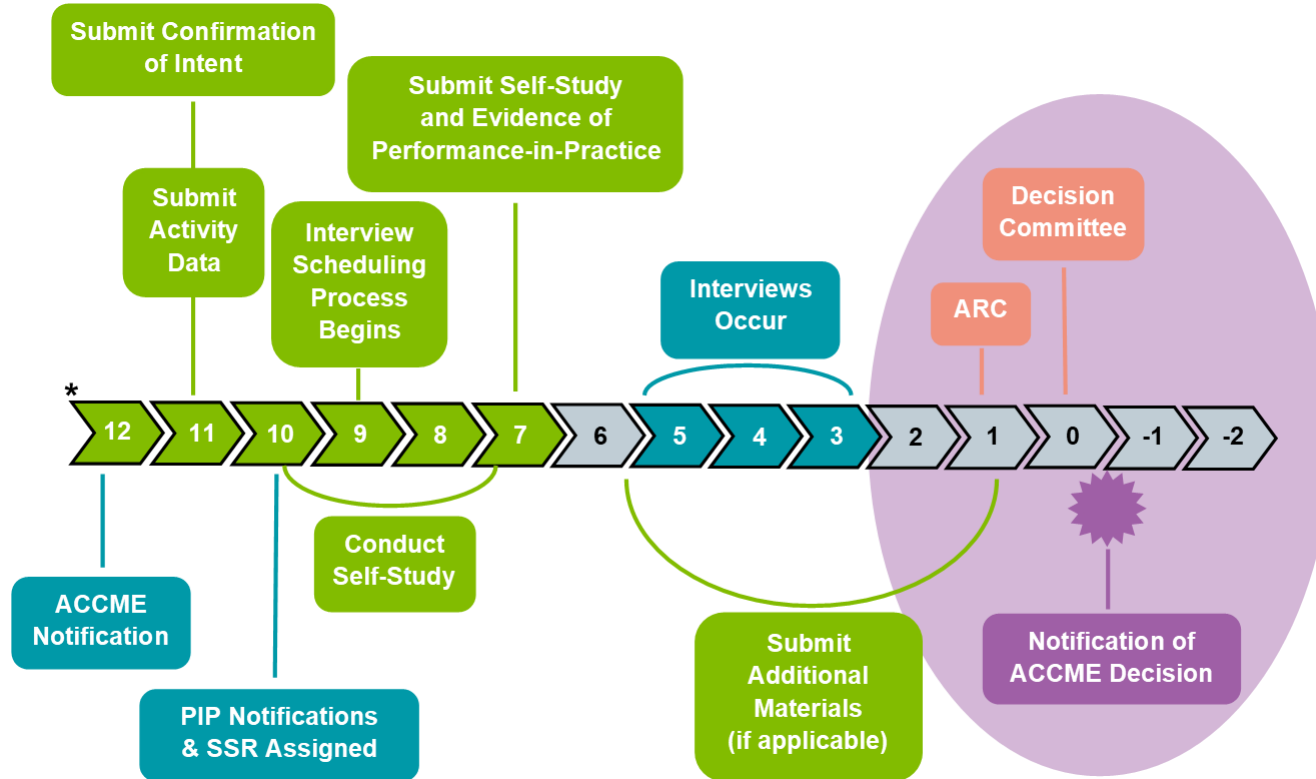 Submit Confirmation
of Intent
Submit
Activity
Data
Interview
Scheduling
Process
Begins
Submit Self-Study
and Evidence of
Performance-in-Practice
Interviews
Occur
ARC
Decision
Committee
*
12 11 10 9 8 7 6 5 4 3 2 1 0 -1 -2
ACCME
Notification
PIP Notifications
& SSR Assigned
Conduct
Self-Study
Submit
Additional
Materials
(if applicable)
Notification of
ACCME Decision